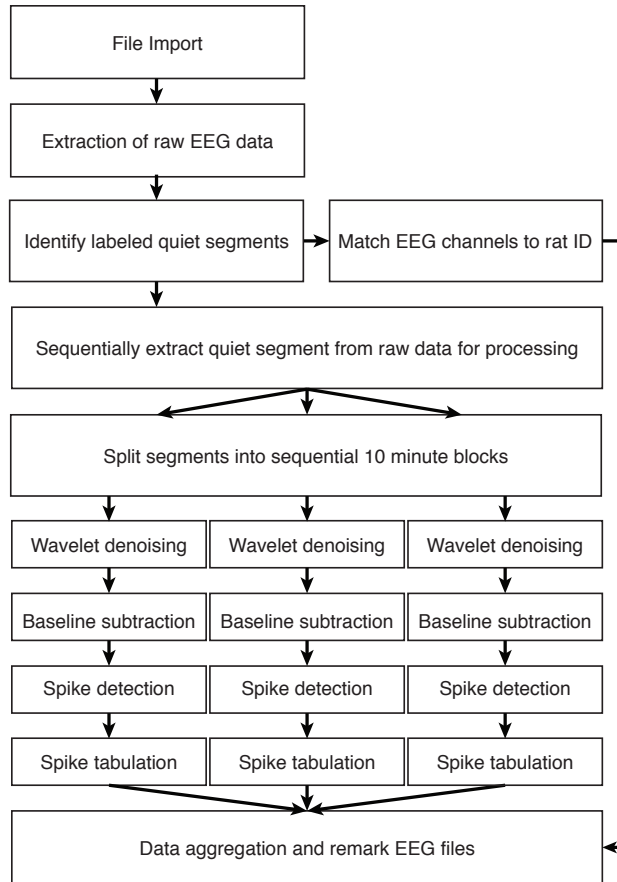 File Import
Extraction of raw EEG data
Identify labeled quiet segments
Match EEG channels to rat ID
Sequentially extract quiet segment from raw data for processing
Split segments into sequential 10 minute blocks
Wavelet denoising
Wavelet denoising
Wavelet denoising
Baseline subtraction
Baseline subtraction
Baseline subtraction
Spike detection
Spike detection
Spike detection
Spike tabulation
Spike tabulation
Spike tabulation
Data aggregation and remark EEG files